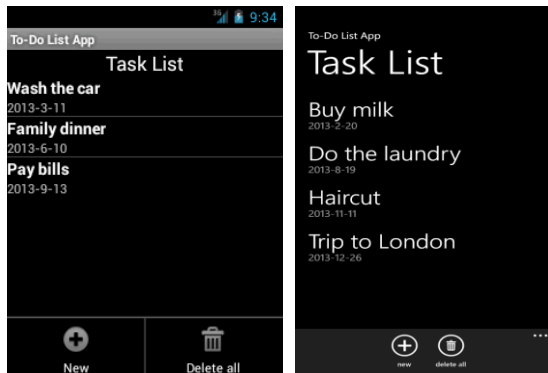 3G 9:34
To-Do List App
Task List
Wash the car
2013-3-11
Family dinner
2013-6-10
Pay bills
2013-9-13
New Delete all
To-Do List App
Task List
Buy milk
2013-2-20
Do the laundry
2013-8-19
Haircut
2013-11-11
Trip to London
2013-12-26
new delete all